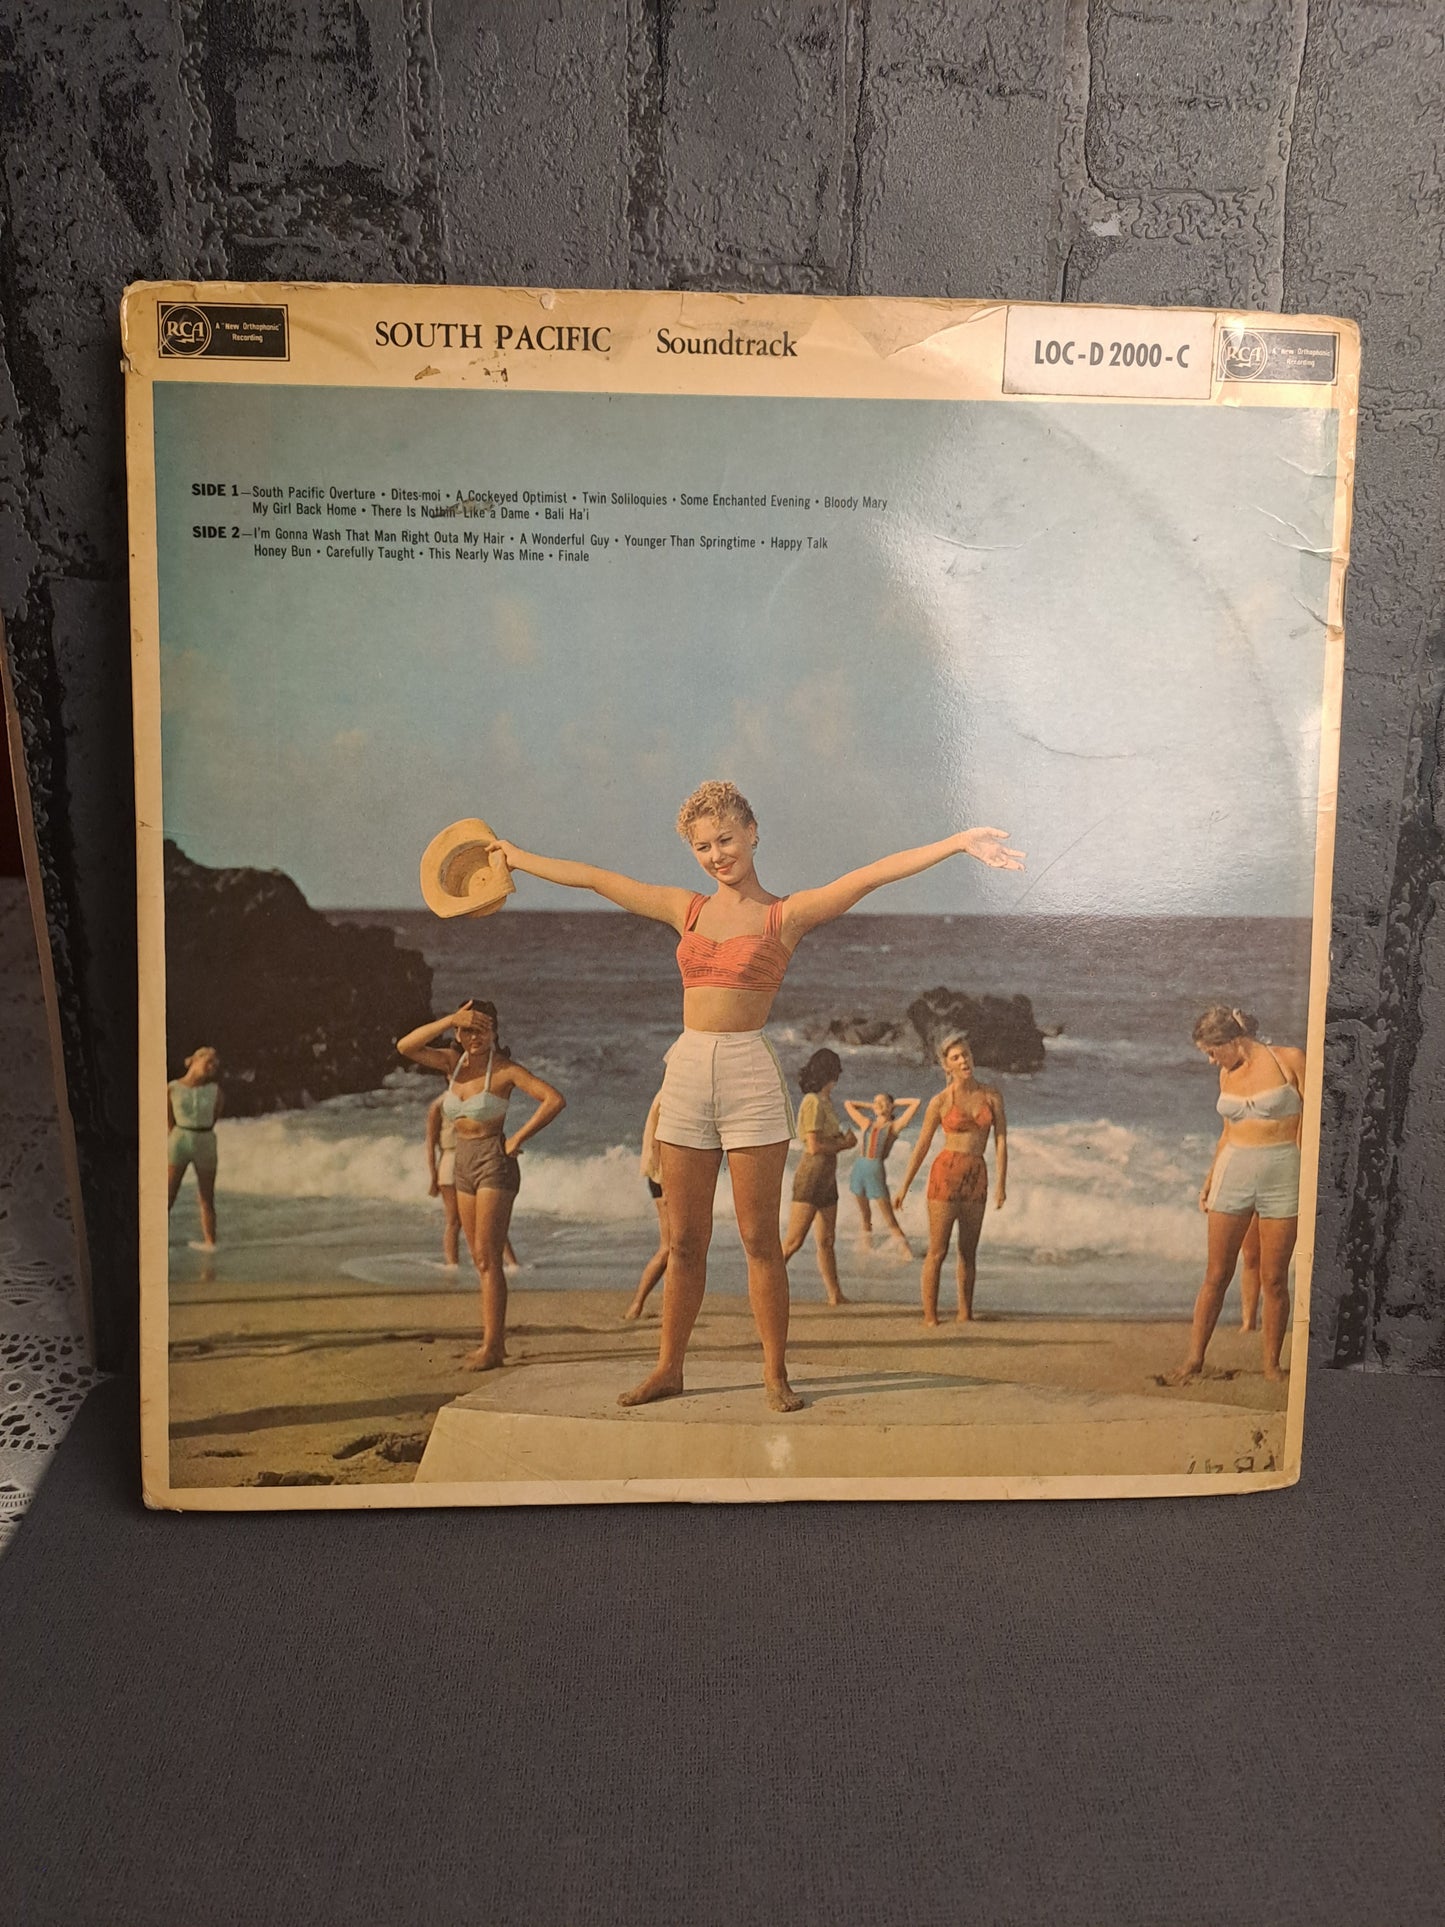 RCA
A "New Orthophonic"
Recording
SOUTH PACIFIC Soundtrack
LOC-D 2000-C
RCA
A "New Orthophonic"
Recording
SIDE 1—South Pacific Overture • Dites-moi • A Cockeyed Optimist • Twin Soliloquies • Some Enchanted Evening • Bloody Mary
My Girl Back Home • There Is Nothin' Like a Dame • Bali Ha'i
SIDE 2—I'm Gonna Wash That Man Right Outa My Hair • A Wonderful Guy • Younger Than Springtime • Happy Talk
Honey Bun • Carefully Taught • This Nearly Was Mine • Finale